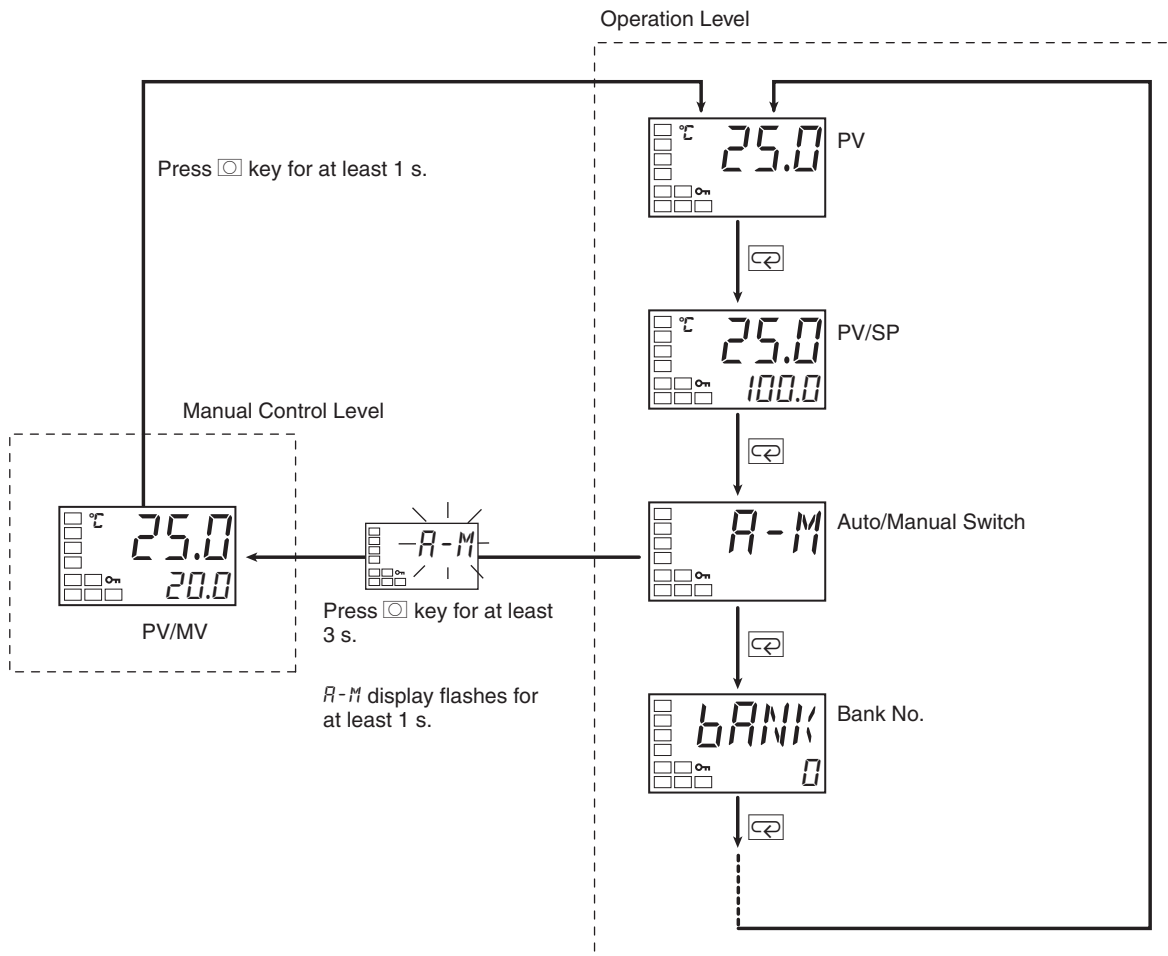 Operation Level
Press key for at least 1 s.
℃ 25.0
PV
℃ 25.0
100.0
PV/SP
Manual Control Level
℃ 25.0
20.0
PV/MV
A-M
Press key for at least
3 s.
A-M display flashes for
at least 1 s.
A-M
Auto/Manual Switch
bANK
0
Bank No.